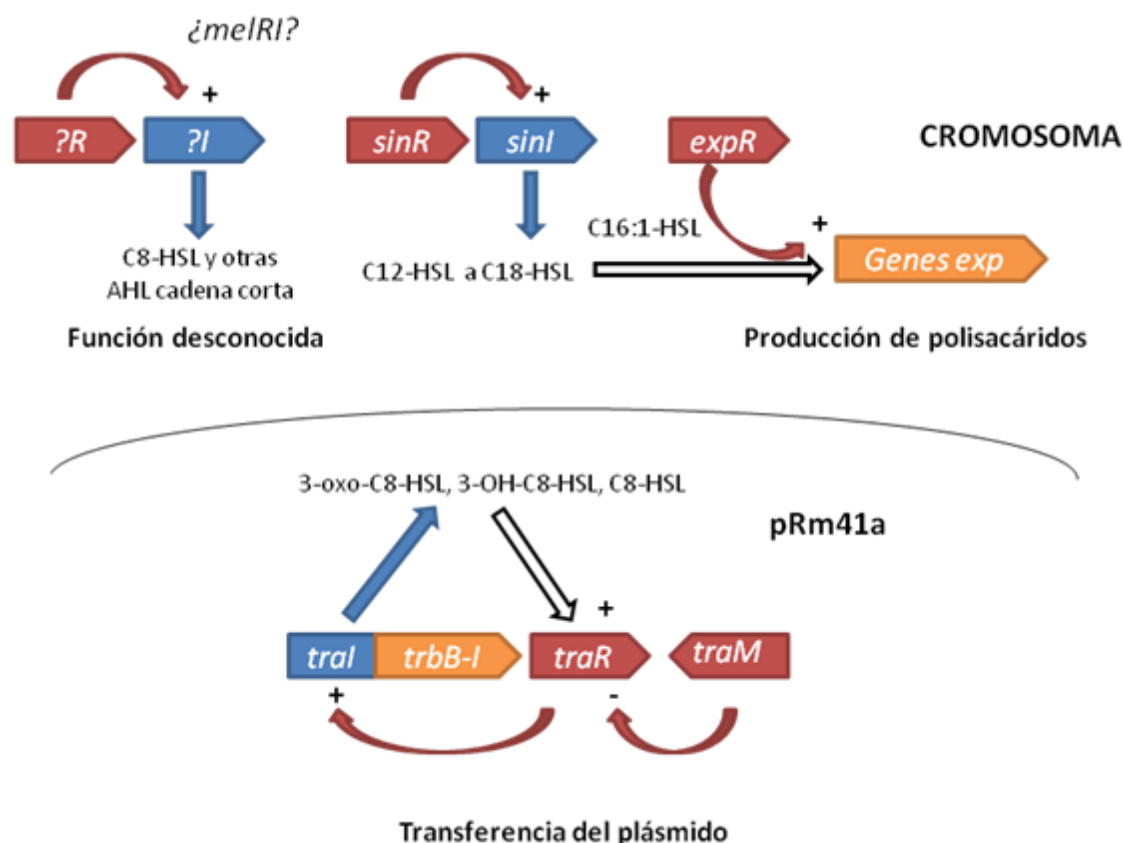 ¿melRI?
+
+
?R
?I
sinR
sinI
expR
CROMOSOMA
C16:1-HSL
+
C8-HSL y otras
AHL cadena corta
C12-HSL a C18-HSL
Genes exp
Función desconocida
Producción de polisacáridos
3-oxo-C8-HSL, 3-OH-C8-HSL, C8-HSL
pRm41a
+
traI
trbB-I
traR
traM
+
-
Transferencia del plásmido